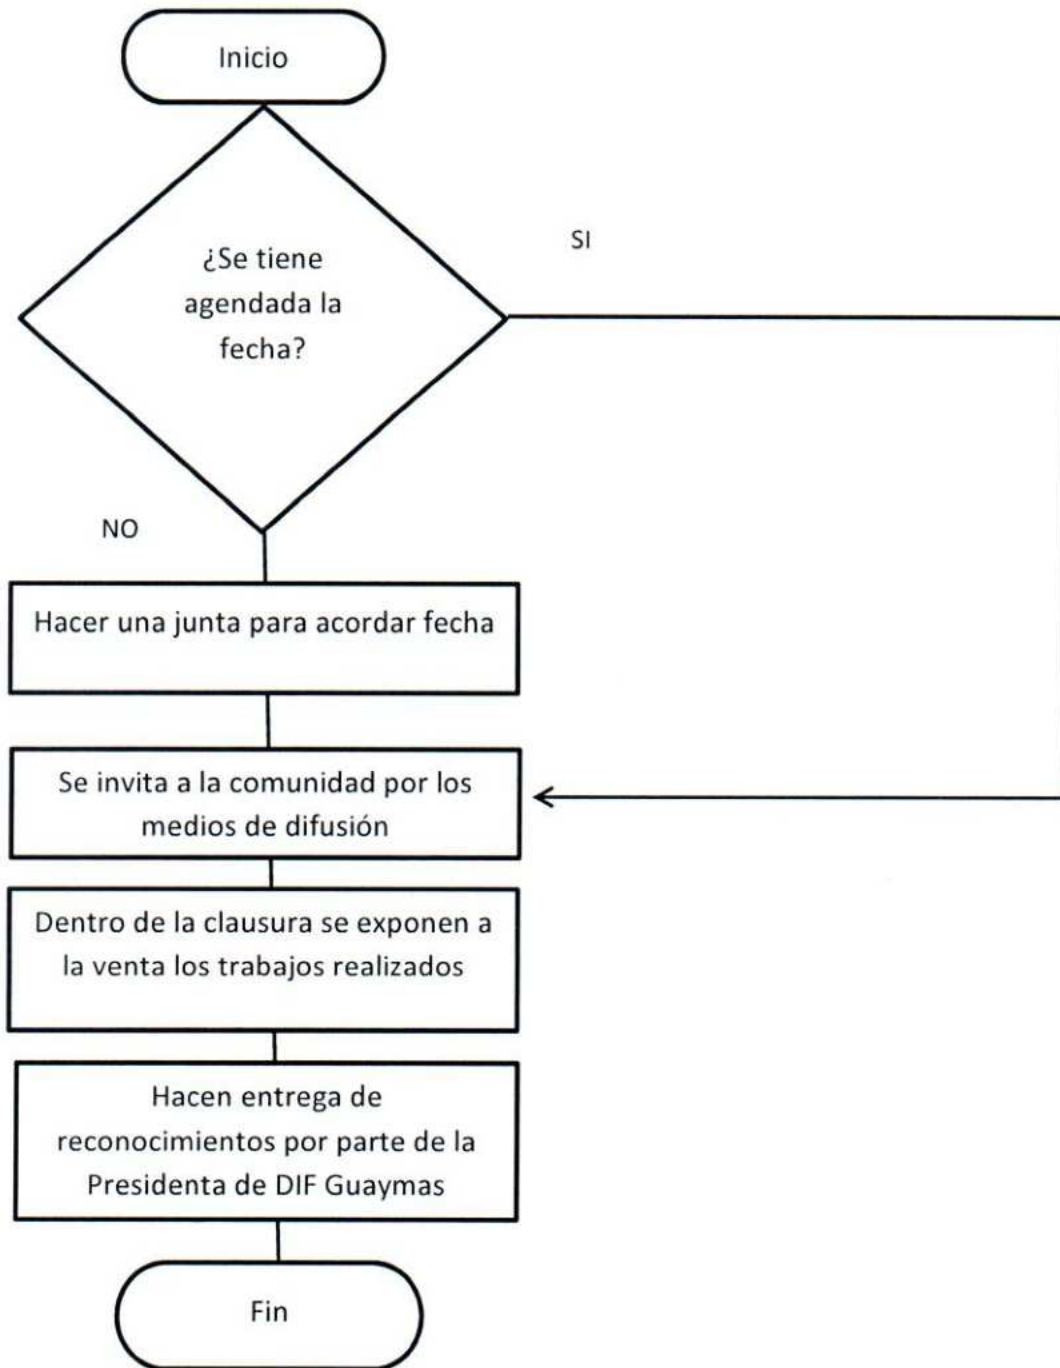 Inicio
¿Se tiene
agendada la
fecha?
SI
NO
Hacer una junta para acordar fecha
Se invita a la comunidad por los
medios de difusión
Dentro de la clausura se exponen a
la venta los trabajos realizados
Hacen entrega de
reconocimientos por parte de la
Presidenta de DIF Guaymas
Fin